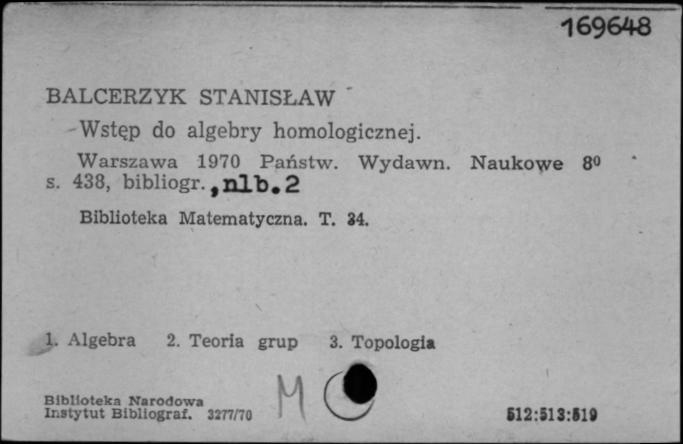 169648
BALCERZYK STANISŁAW
Wstęp do algebry homologicznej.
Warszawa 1970 Państw. Wydawn. Naukowe 8⁰
s. 438, bibliogr.,nlb.2
Biblioteka Matematyczna. T. 34.
1. Algebra 2. Teoria grup 3. Topologia
M
Biblioteka Narodowa
Instytut Bibliograf. 3277/70 512:513:519